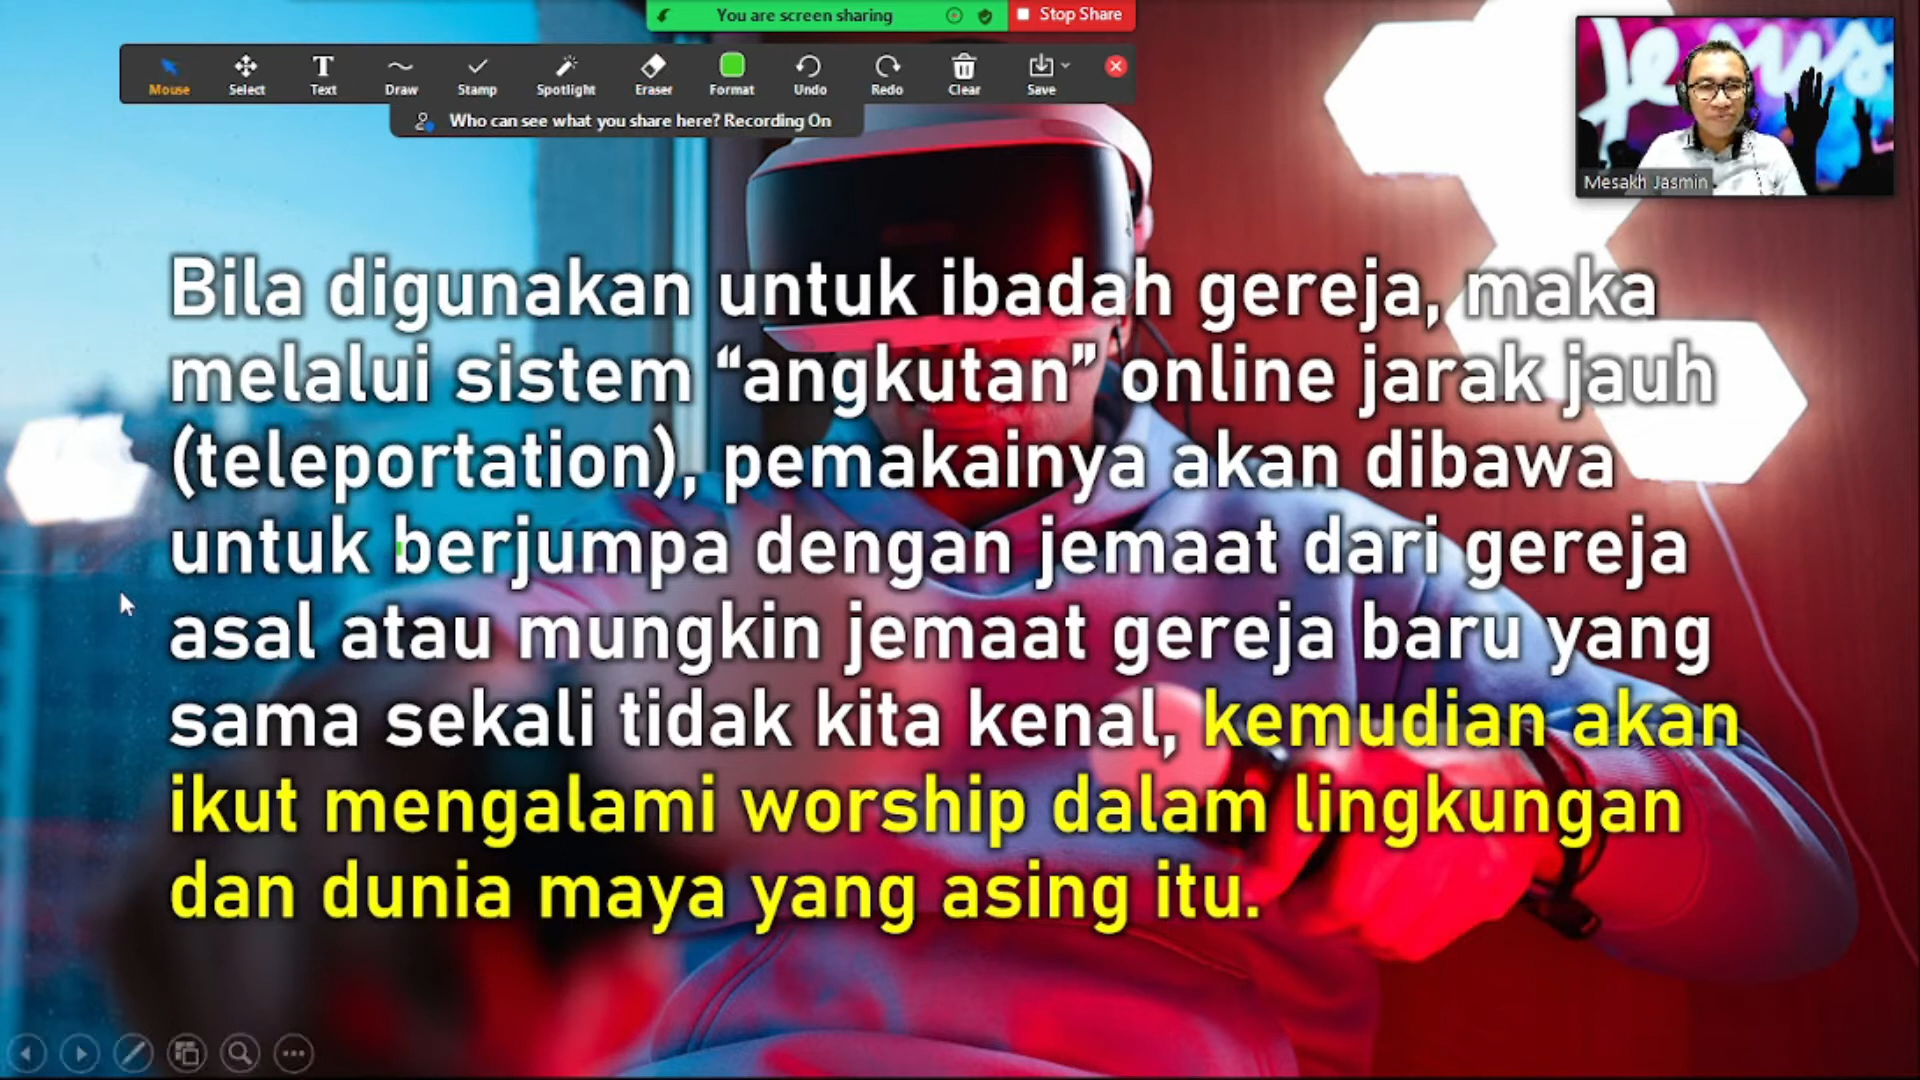 You are screen sharing
Stop Share
Mouse
Select
Text
Draw
Stamp
Spotlight
Eraser
Format
Undo
Redo
Clear
Save
Who can see what you share here? Recording On
Jesus
Mesakh Jasmin
Bila digunakan untuk ibadah gereja, maka
melalui sistem “angkutan” online jarak jauh
(teleportation), pemakainya akan dibawa
untuk berjumpa dengan jemaat dari gereja
asal atau mungkin jemaat gereja baru yang
sama sekali tidak kita kenal, kemudian akan
ikut mengalami worship dalam lingkungan
dan dunia maya yang asing itu.